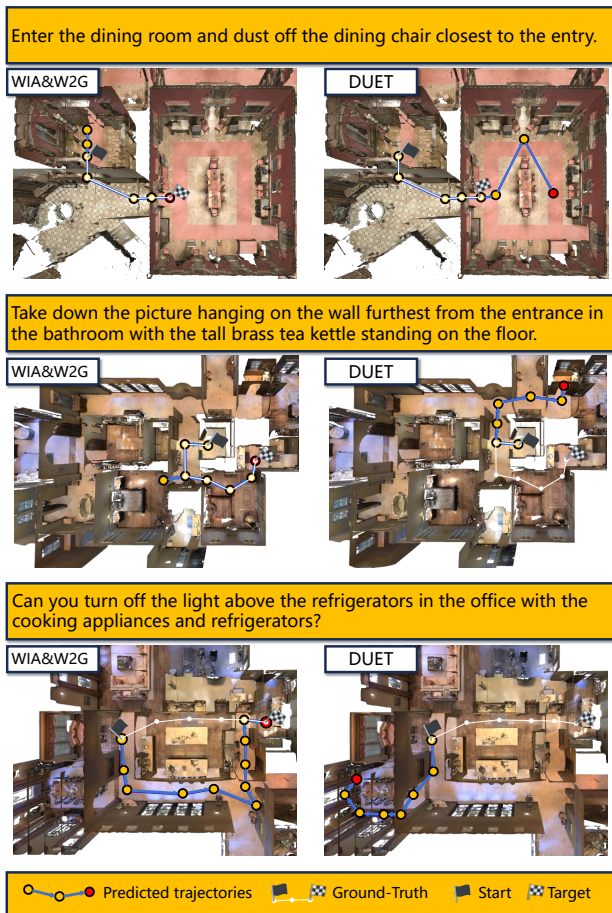 Enter the dining room and dust off the dining chair closest to the entry.
WIA&W2G
DUET
Take down the picture hanging on the wall furthest from the entrance in
the bathroom with the tall brass tea kettle standing on the floor.
WIA&W2G
DUET
Can you turn off the light above the refrigerators in the office with the
cooking appliances and refrigerators?
WIA&W2G
DUET
Predicted trajectories Ground-Truth Start Target